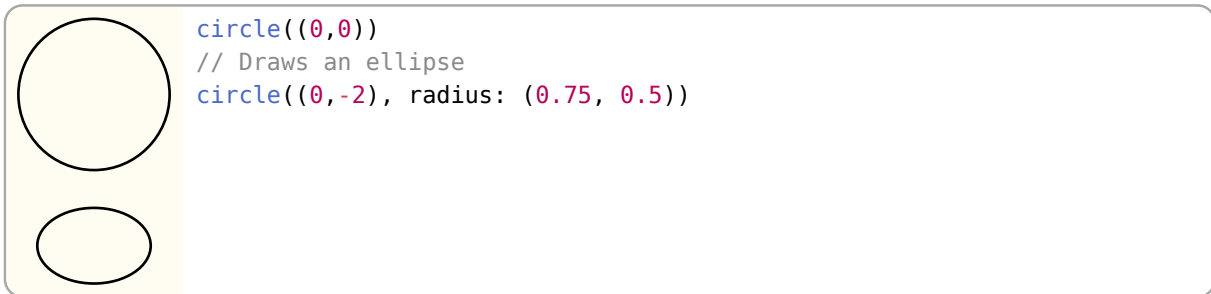 circle((0,0))
// Draws an ellipse
circle((0,-2), radius: (0.75, 0.5))